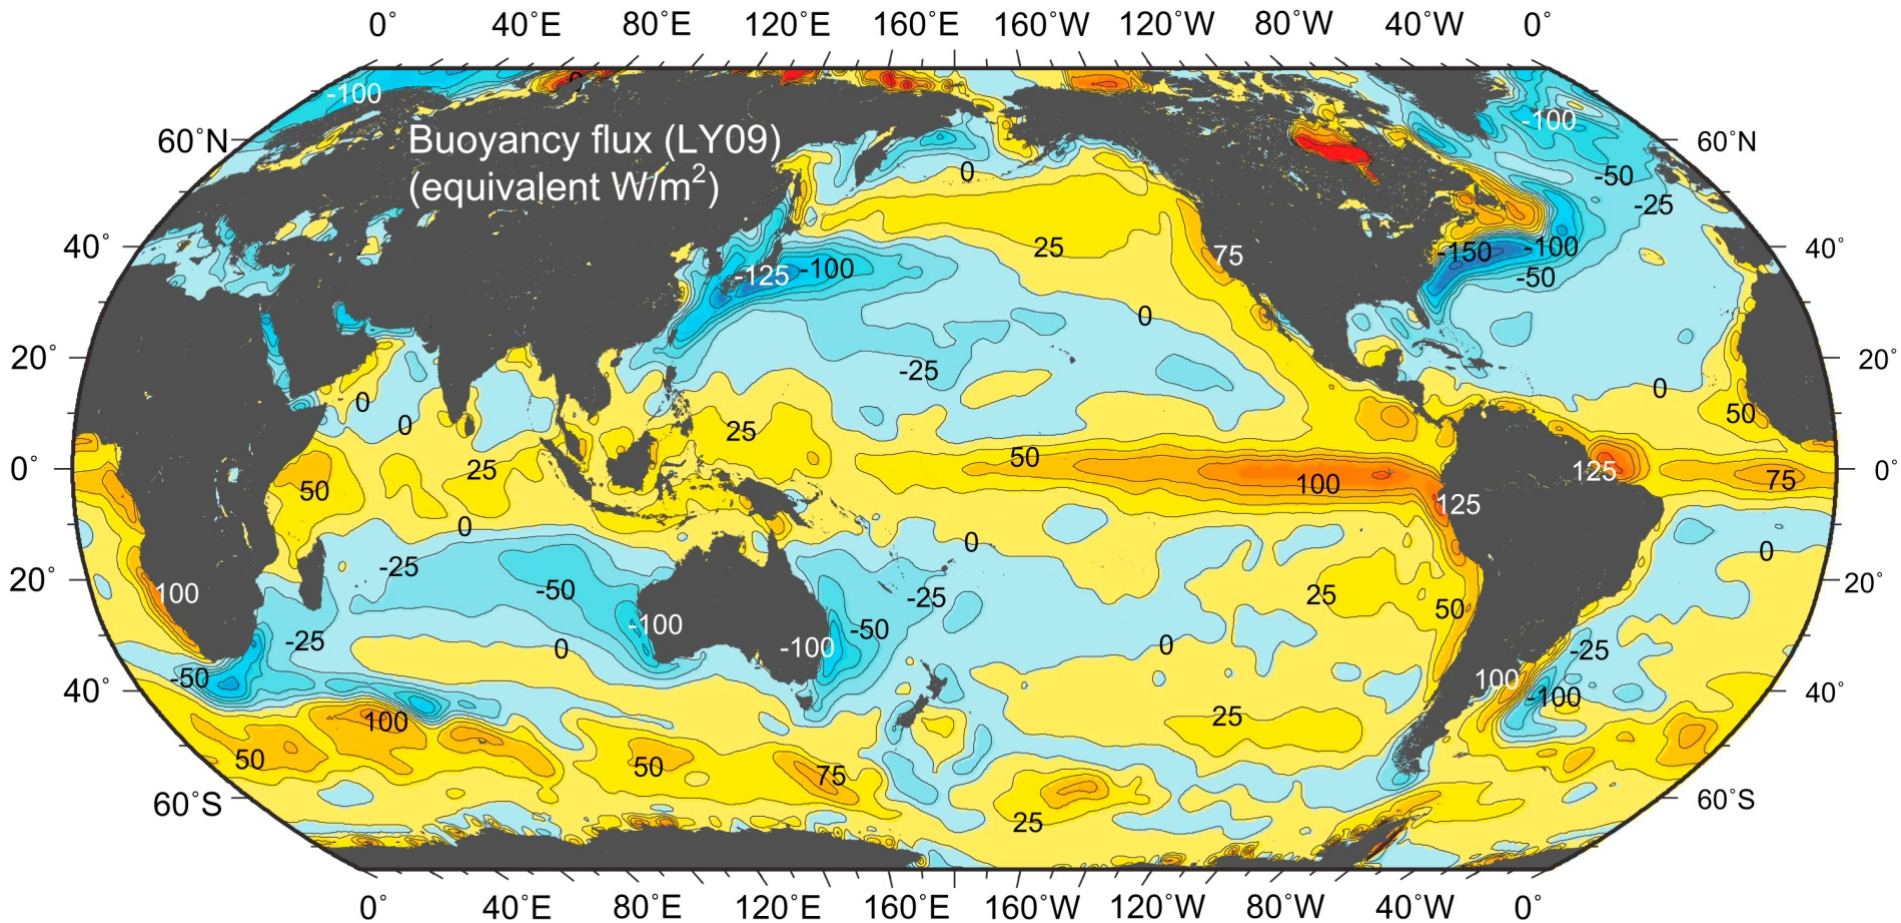 0˚ 40˚E 80˚E 120˚E 160˚E 160˚W 120˚W 80˚W 40˚W 0˚
-100
Buoyancy flux (LY09)
(equivalent W/m²)
60˚N 0 0 -100 60˚N
-50
-25
40˚ 25 75 -150 -100 40˚
-125 -100 -50
0
20˚ -25 20˚
0 0 0 50
25
0˚ 25 50 50 100 125 125 75 0˚
0 0 0
20˚ -25 -50 -25 25 50 20˚
100
-25 -100 -100 -50 0 0 -25
40˚ -50 100 -100 40˚
100 25
50 50 75
60˚S 25 60˚S
0˚ 40˚E 80˚E 120˚E 160˚E 160˚W 120˚W 80˚W 40˚W 0˚